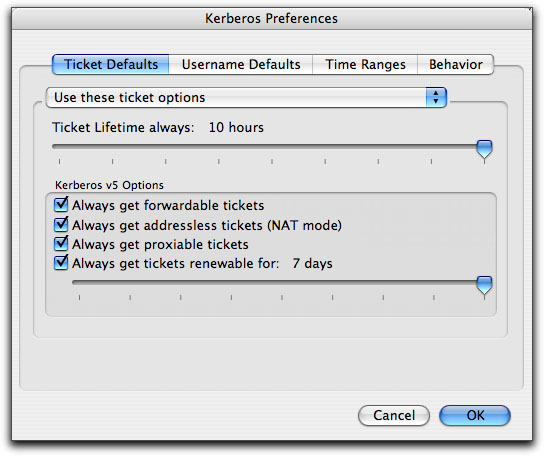 Kerberos Preferences
Ticket Defaults Username Defaults Time Ranges Behavior
Use these ticket options
Ticket Lifetime always: 10 hours
Kerberos v5 Options
Always get forwardable tickets
Always get addressless tickets (NAT mode)
Always get proxiable tickets
Always get tickets renewable for: 7 days
Cancel OK